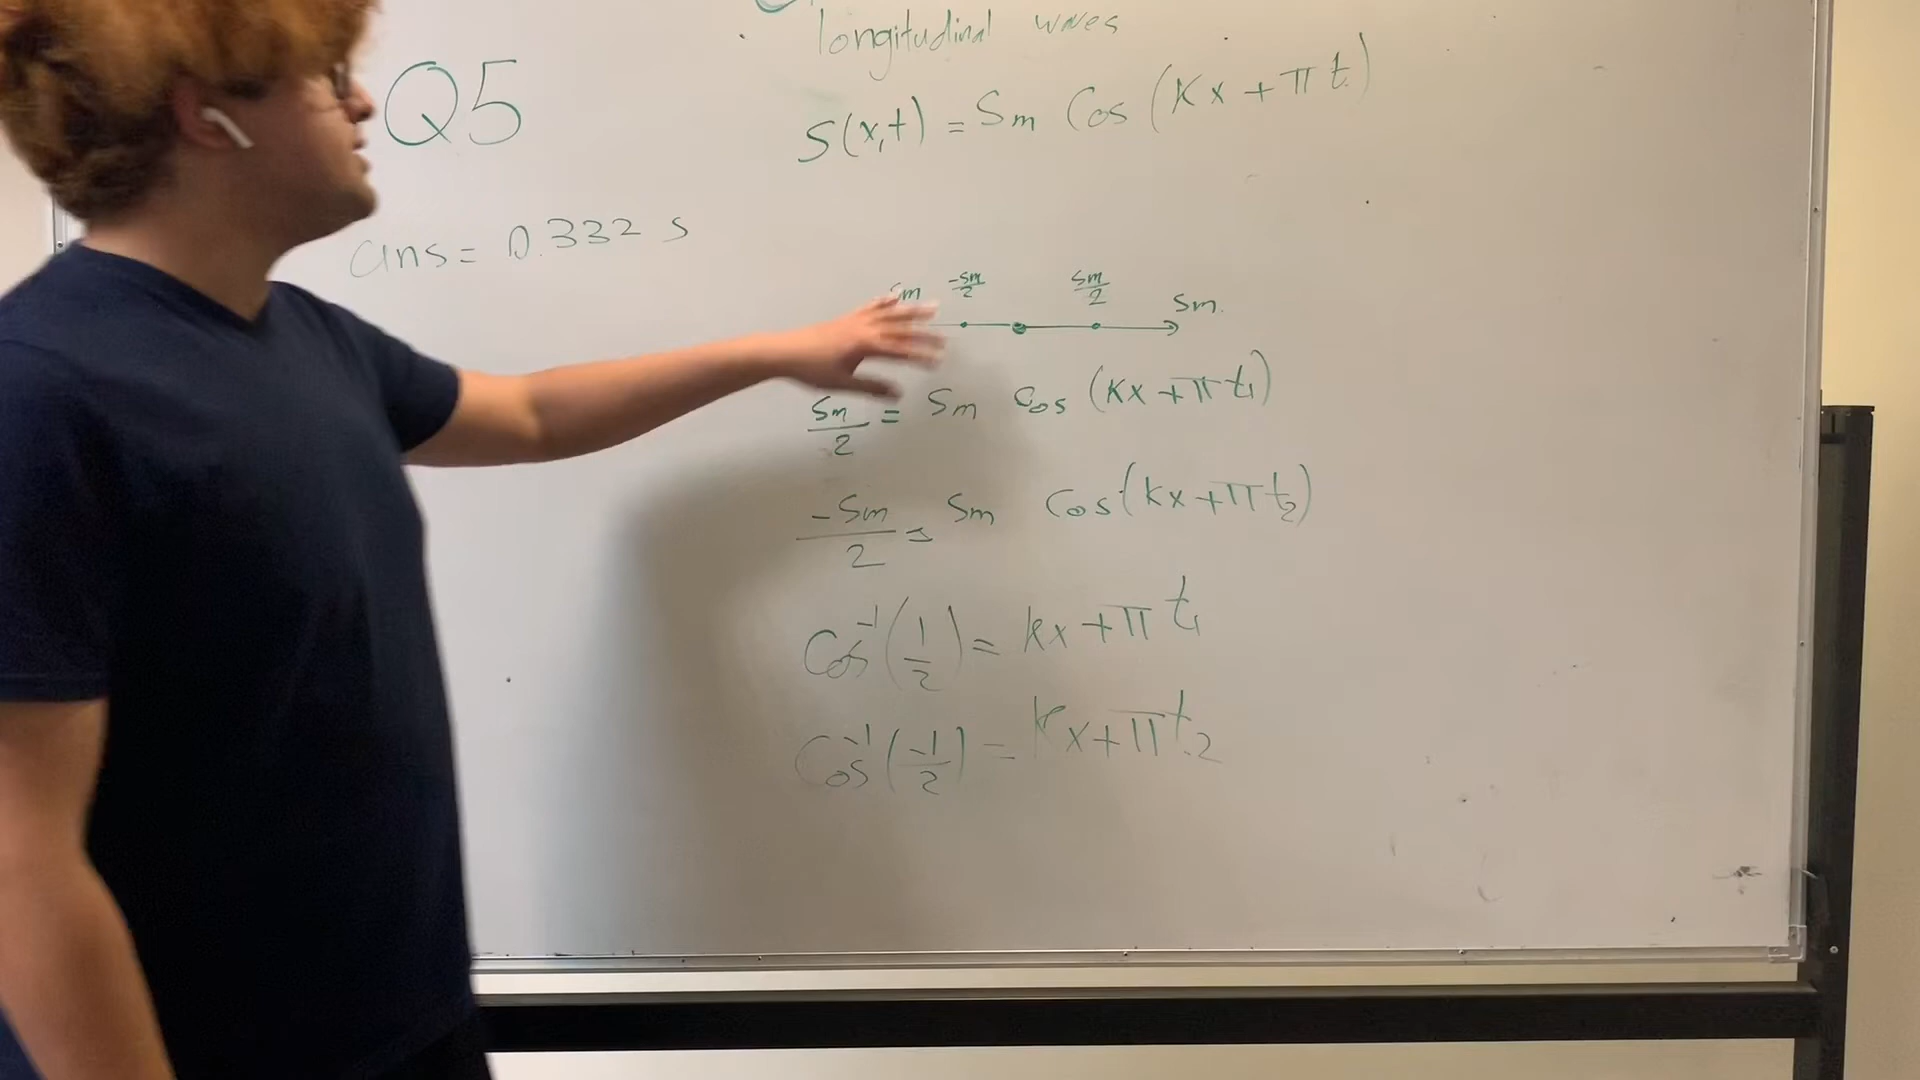 longitudinal waves
Q5
S(x,t) = Sm Cos (Kx + π t)
ans = 0.332 s
Sm -Sm/2 Sm/2 Sm.
Sm/2 = Sm Cos (Kx + π t₁)
-Sm/2 = Sm Cos (Kx + π t₂)
Cos⁻¹(1/2) = Kx + π t₁
Cos⁻¹(-1/2) = Kx + π t₂